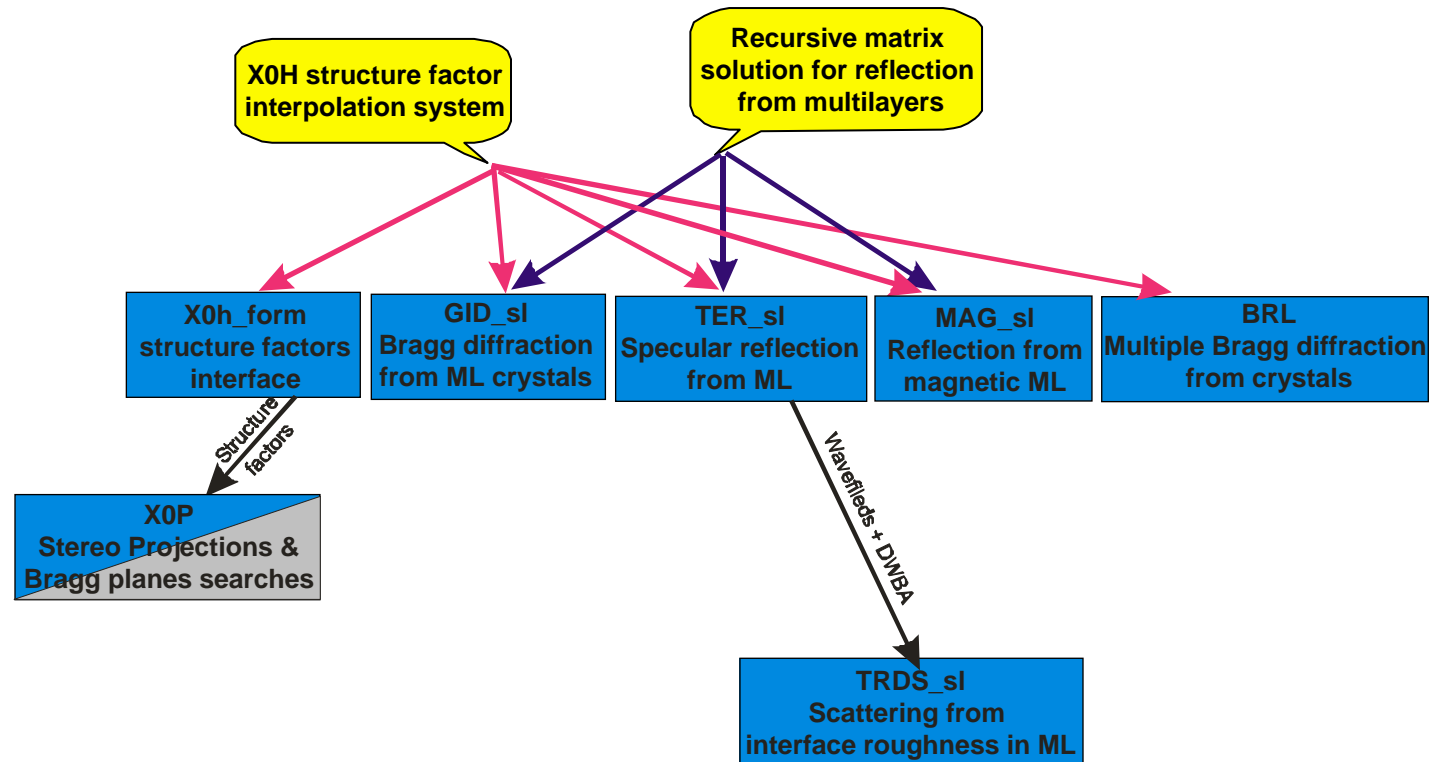 X0H structure factor
interpolation system
Recursive matrix
solution for reflection
from multilayers
X0h_form
structure factors
interface
GID_sl
Bragg diffraction
from ML crystals
TER_sl
Specular reflection
from ML
MAG_sl
Reflection from
magnetic ML
BRL
Multiple Bragg diffraction
from crystals
Structure
factors
Wavefileds + DWBA
X0P
Stereo Projections &
Bragg planes searches
TRDS_sl
Scattering from
interface roughness in ML